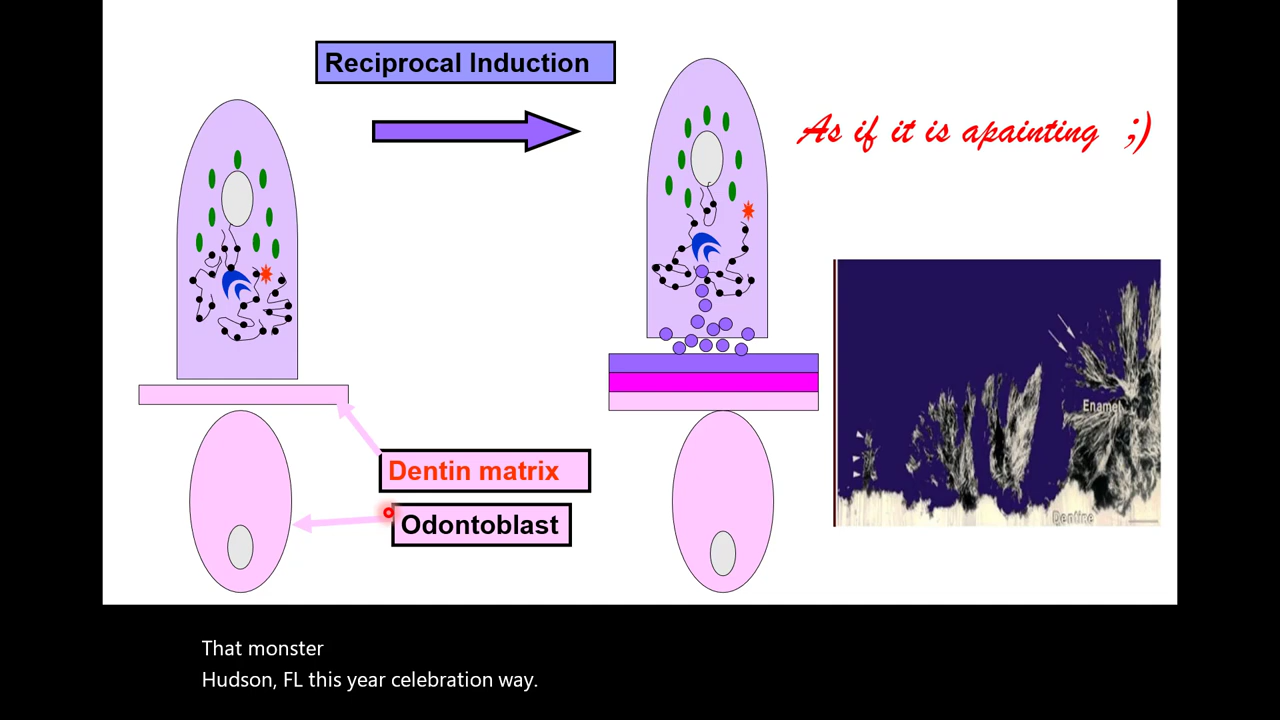 Reciprocal Induction
As if it is apainting ;)
Enamel
Dentin matrix
Odontoblast
Dentine
That monster
Hudson, FL this year celebration way.